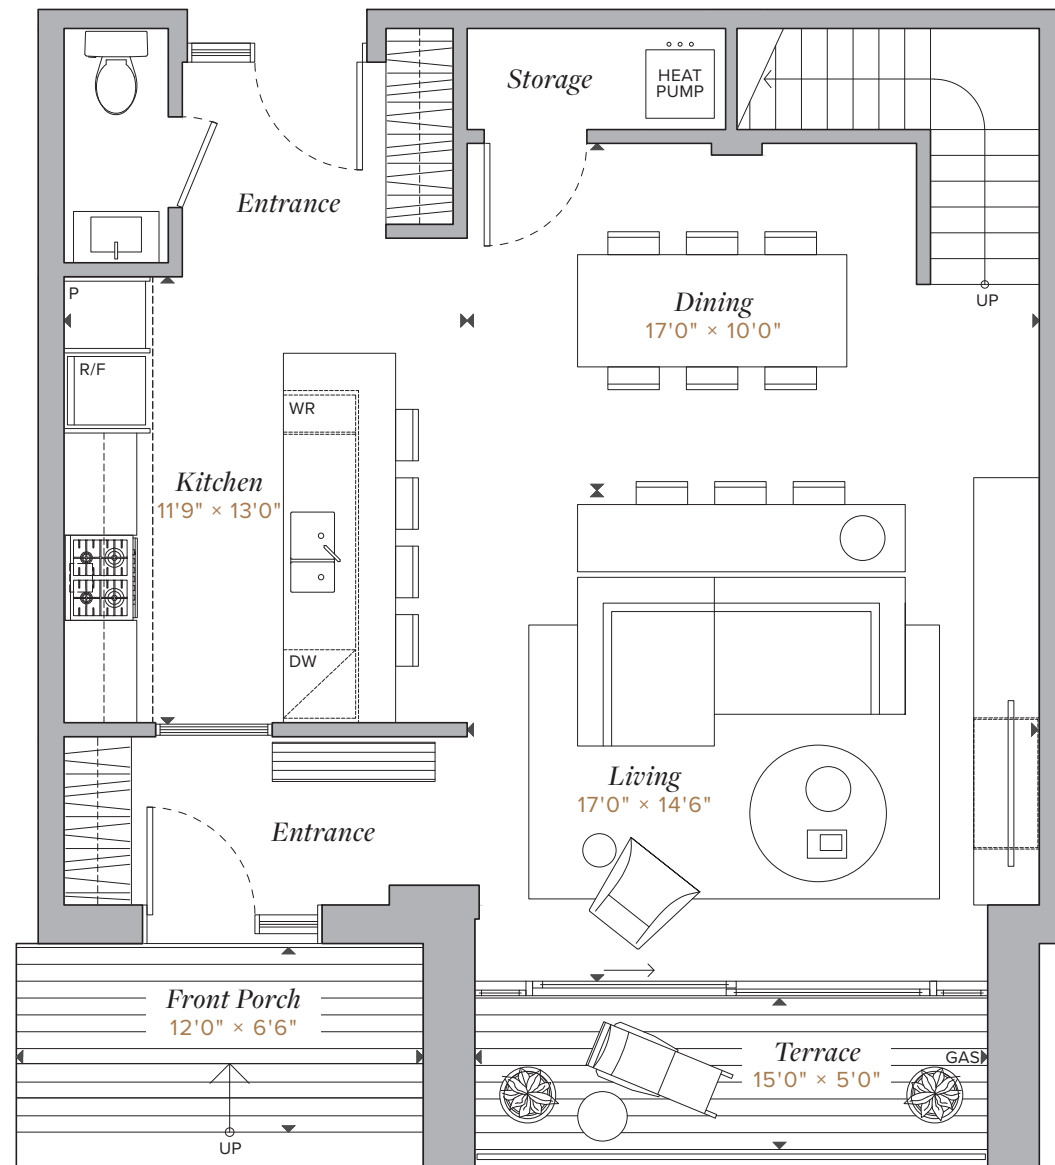 Storage
HEAT
PUMP
Entrance
P
Dining
17'0" × 10'0"
UP
R/F
WR
Kitchen
11'9" × 13'0"
DW
Living
17'0" × 14'6"
Entrance
Front Porch
12'0" × 6'6"
Terrace
15'0" × 5'0"
GAS
UP